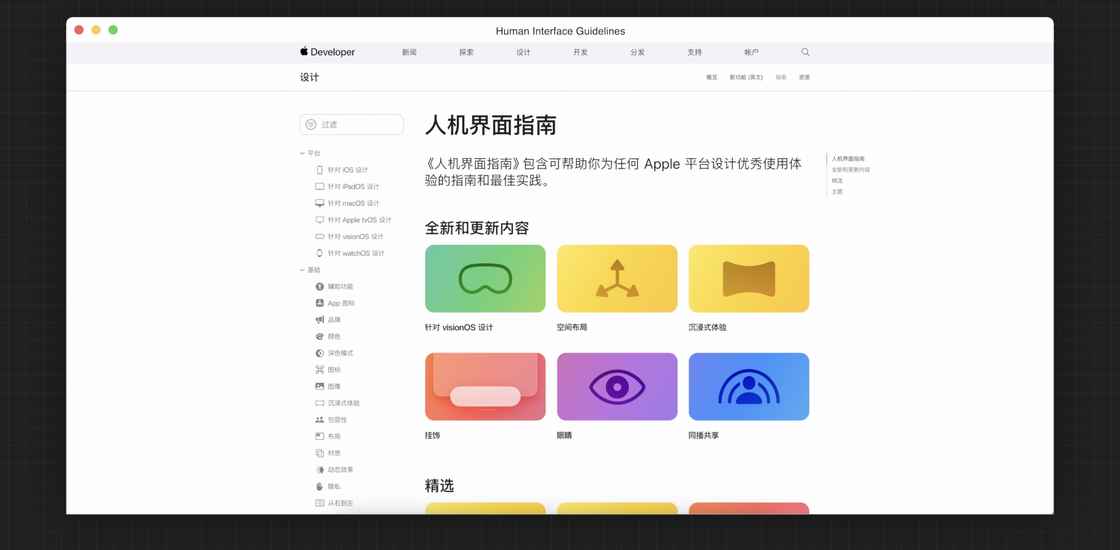 Human Interface Guidelines
Developer
新闻
探索
设计
开发
分发
支持
帐户
设计
概览
新功能 (英文)
指南
资源
过滤
平台
针对 iOS 设计
针对 iPadOS 设计
针对 macOS 设计
针对 Apple tvOS 设计
针对 visionOS 设计
针对 watchOS 设计
基础
辅助功能
App 图标
品牌
颜色
深色模式
图标
图像
沉浸式体验
包容性
布局
材质
动态效果
隐私
从右到左
人机界面指南
《人机界面指南》包含可帮助你为任何 Apple 平台设计优秀使用体
验的指南和最佳实践。
全新和更新内容
针对 visionOS 设计
空间布局
沉浸式体验
挂饰
眼睛
同播共享
精选
人机界面指南
全新和更新内容
精选
主题